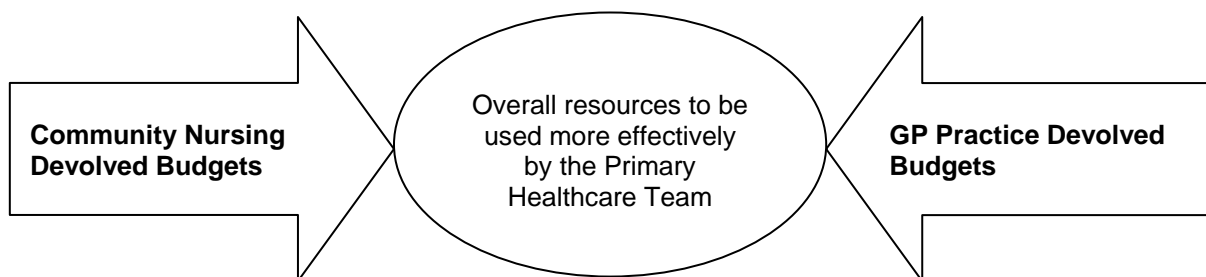 Community Nursing
Devolved Budgets
Overall resources to be
used more effectively
by the Primary
Healthcare Team
GP Practice Devolved
Budgets